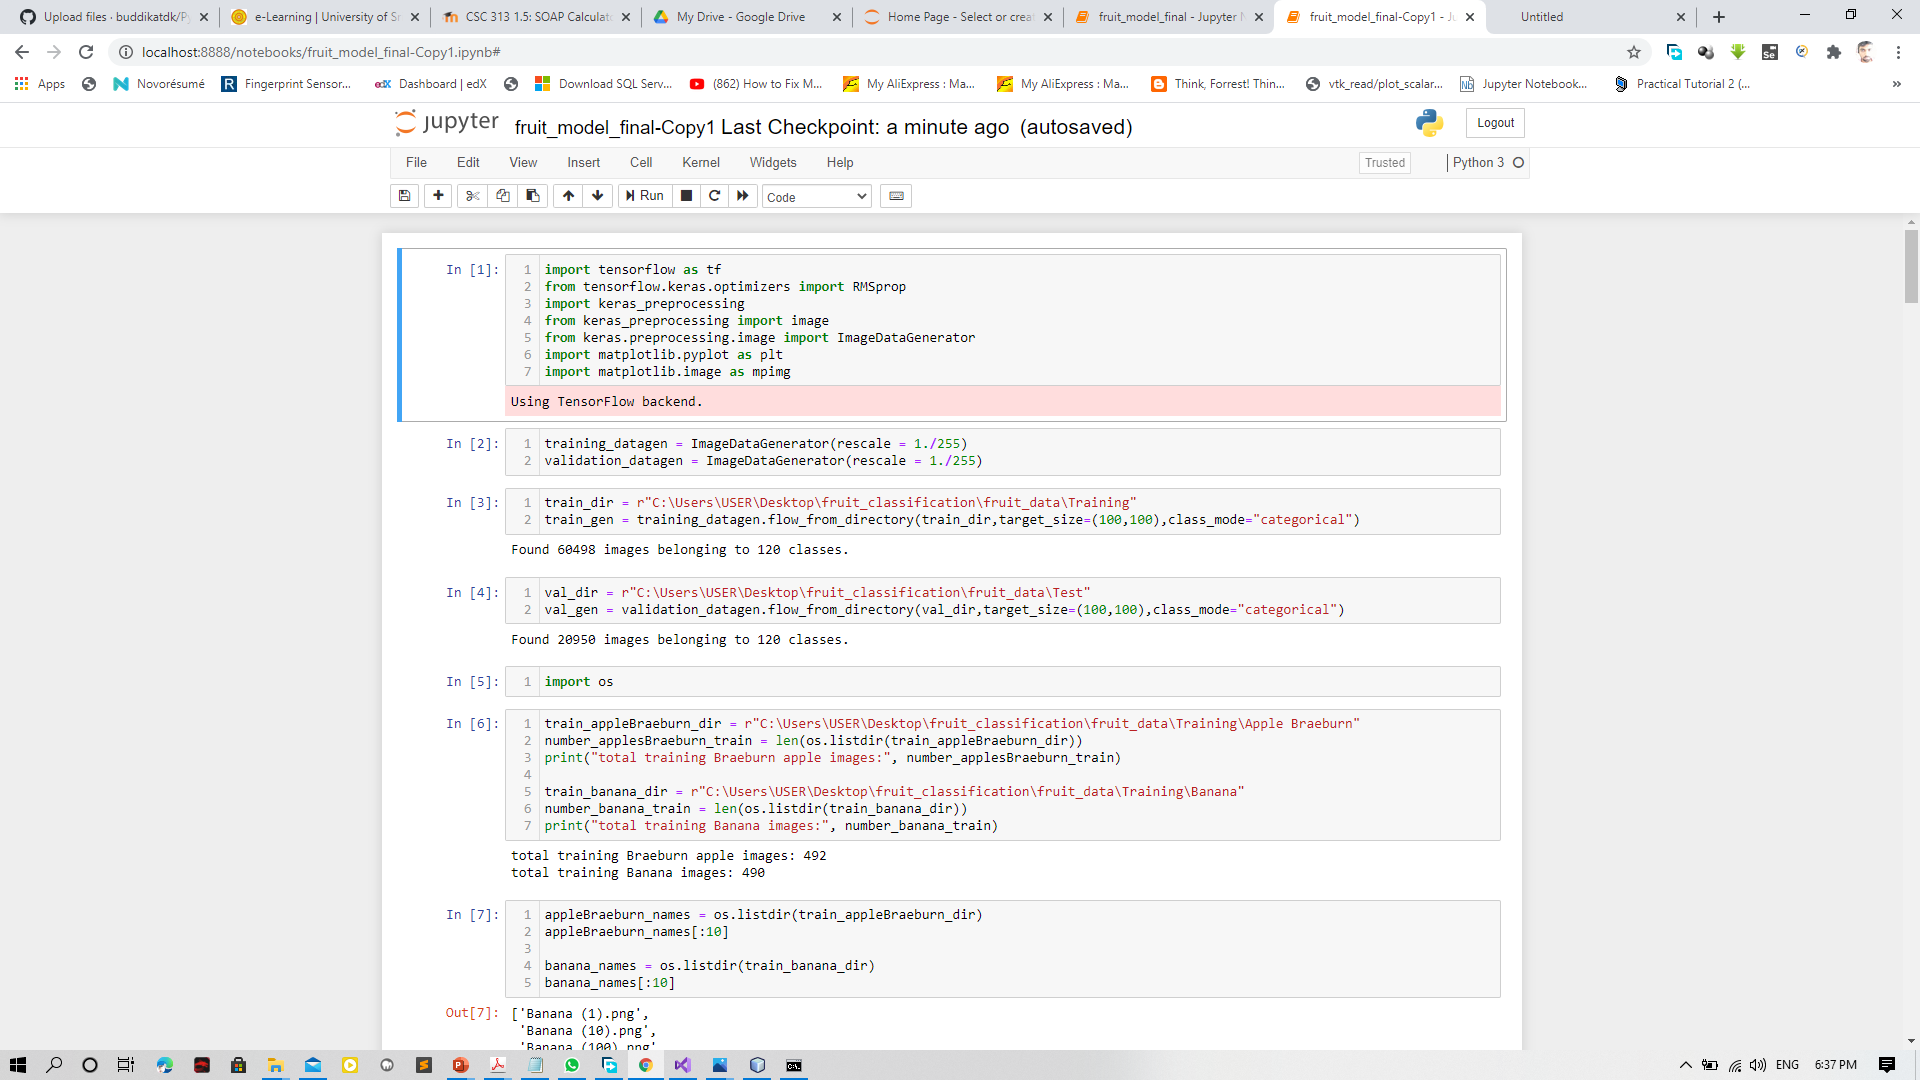 Upload files · buddikatdk/Py
e-Learning | University of Sr
CSC 313 1.5: SOAP Calculat
My Drive - Google Drive
Home Page - Select or creat
fruit_model_final - Jupyter N
fruit_model_final-Copy1 - Ju
Untitled
localhost:8888/notebooks/fruit_model_final-Copy1.ipynb#
Apps
Novorésumé
Fingerprint Sensor...
Dashboard | edX
Download SQL Serv...
(862) How to Fix M...
My AliExpress : Ma...
My AliExpress : Ma...
Think, Forrest! Thin...
vtk_read/plot_scalar...
Jupyter Notebook...
Practical Tutorial 2 (...
»
jupyter fruit_model_final-Copy1 Last Checkpoint: a minute ago (autosaved)
Logout
File Edit View Insert Cell Kernel Widgets Help
Trusted
Python 3
Run
Code
In [1]:
1 import tensorflow as tf
2 from tensorflow.keras.optimizers import RMSprop
3 import keras_preprocessing
4 from keras_preprocessing import image
5 from keras.preprocessing.image import ImageDataGenerator
6 import matplotlib.pyplot as plt
7 import matplotlib.image as mpimg
Using TensorFlow backend.
In [2]:
1 training_datagen = ImageDataGenerator(rescale = 1./255)
2 validation_datagen = ImageDataGenerator(rescale = 1./255)
In [3]:
1 train_dir = r"C:\Users\USER\Desktop\fruit_classification\fruit_data\Training"
2 train_gen = training_datagen.flow_from_directory(train_dir,target_size=(100,100),class_mode="categorical")
Found 60498 images belonging to 120 classes.
In [4]:
1 val_dir = r"C:\Users\USER\Desktop\fruit_classification\fruit_data\Test"
2 val_gen = validation_datagen.flow_from_directory(val_dir,target_size=(100,100),class_mode="categorical")
Found 20950 images belonging to 120 classes.
In [5]:
1 import os
In [6]:
1 train_appleBraeburn_dir = r"C:\Users\USER\Desktop\fruit_classification\fruit_data\Training\Apple Braeburn"
2 number_applesBraeburn_train = len(os.listdir(train_appleBraeburn_dir))
3 print("total training Braeburn apple images:", number_applesBraeburn_train)
4
5 train_banana_dir = r"C:\Users\USER\Desktop\fruit_classification\fruit_data\Training\Banana"
6 number_banana_train = len(os.listdir(train_banana_dir))
7 print("total training Banana images:", number_banana_train)
total training Braeburn apple images: 492
total training Banana images: 490
In [7]:
1 appleBraeburn_names = os.listdir(train_appleBraeburn_dir)
2 appleBraeburn_names[:10]
3
4 banana_names = os.listdir(train_banana_dir)
5 banana_names[:10]
Out[7]: ['Banana (1).png',
'Banana (10).png',
'Banana (100).png'
ENG
6:37 PM